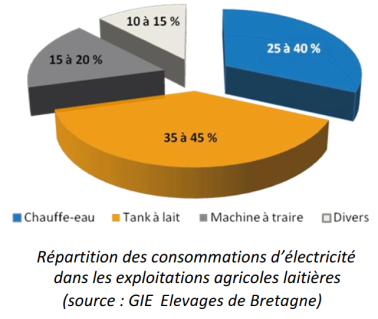 10 à 15 %
25 à 40 %
15 à 20 %
35 à 45 %
Chauffe-eau Tank à lait Machine à traire Divers
Répartition des consommations d’électricité
dans les exploitations agricoles laitières
(source : GIE Elevages de Bretagne)